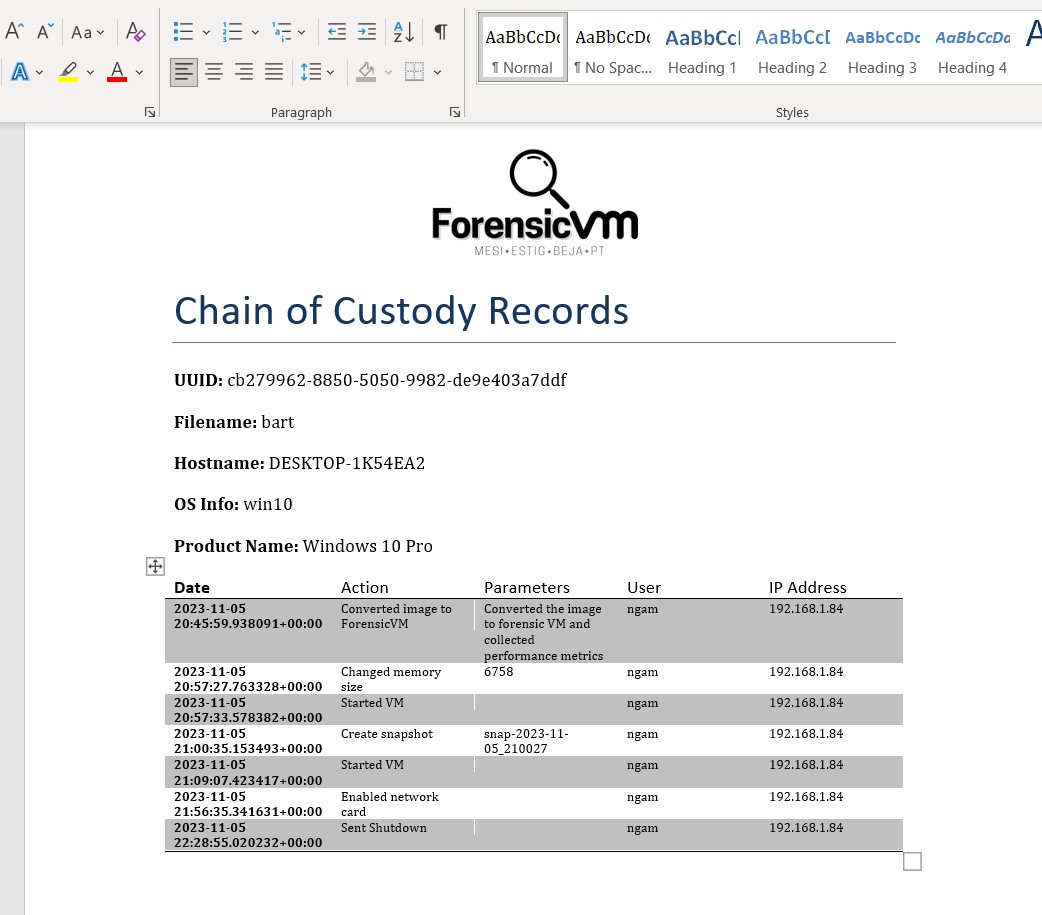 Aa
A
A
Paragraph
AaBbCcDc AaBbCcDc AaBbCcI AaBbCcD AaBbCcDc AaBbCcDc
¶ Normal ¶ No Spac... Heading 1 Heading 2 Heading 3 Heading 4
Styles
ForensicVM
MESI•ESTIG•BEJA•PT
Chain of Custody Records
UUID: cb279962-8850-5050-9982-de9e403a7ddf
Filename: bart
Hostname: DESKTOP-1K54EA2
OS Info: win10
Product Name: Windows 10 Pro
Date Action Parameters User IP Address
2023-11-05 Converted image to Converted the image ngam 192.168.1.84
20:45:59.938091+00:00 ForensicVM to forensic VM and
collected
performance metrics
2023-11-05 Changed memory 6758 ngam 192.168.1.84
20:57:27.763328+00:00 size
2023-11-05 Started VM ngam 192.168.1.84
20:57:33.578382+00:00
2023-11-05 Create snapshot snap-2023-11- ngam 192.168.1.84
21:00:35.153493+00:00 05_210027
2023-11-05 Started VM ngam 192.168.1.84
21:09:07.423417+00:00
2023-11-05 Enabled network ngam 192.168.1.84
21:56:35.341631+00:00 card
2023-11-05 Sent Shutdown ngam 192.168.1.84
22:28:55.020232+00:00